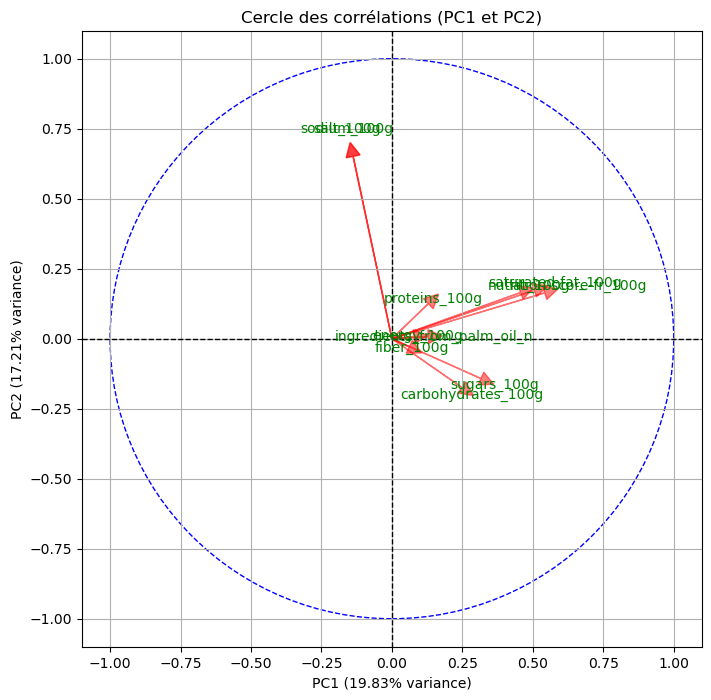 Cercle des corrélations (PC1 et PC2)
PC2 (17.21% variance)
1.00
0.75
0.50
0.25
0.00
−0.25
−0.50
−0.75
−1.00
proteins_100g
fiber_100g
sugars_100g
carbohydrates_100g
−1.00 −0.75 −0.50 −0.25 0.00 0.25 0.50 0.75 1.00
PC1 (19.83% variance)